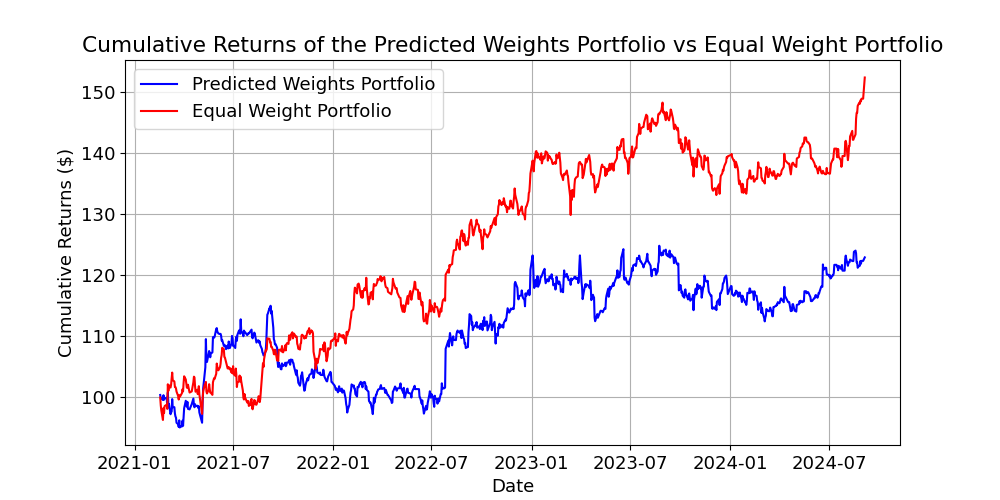 Cumulative Returns of the Predicted Weights Portfolio vs Equal Weight Portfolio
Predicted Weights Portfolio
Equal Weight Portfolio
150
140
130
120
110
100
Cumulative Returns ($)
2021-01 2021-07 2022-01 2022-07 2023-01 2023-07 2024-01 2024-07
Date